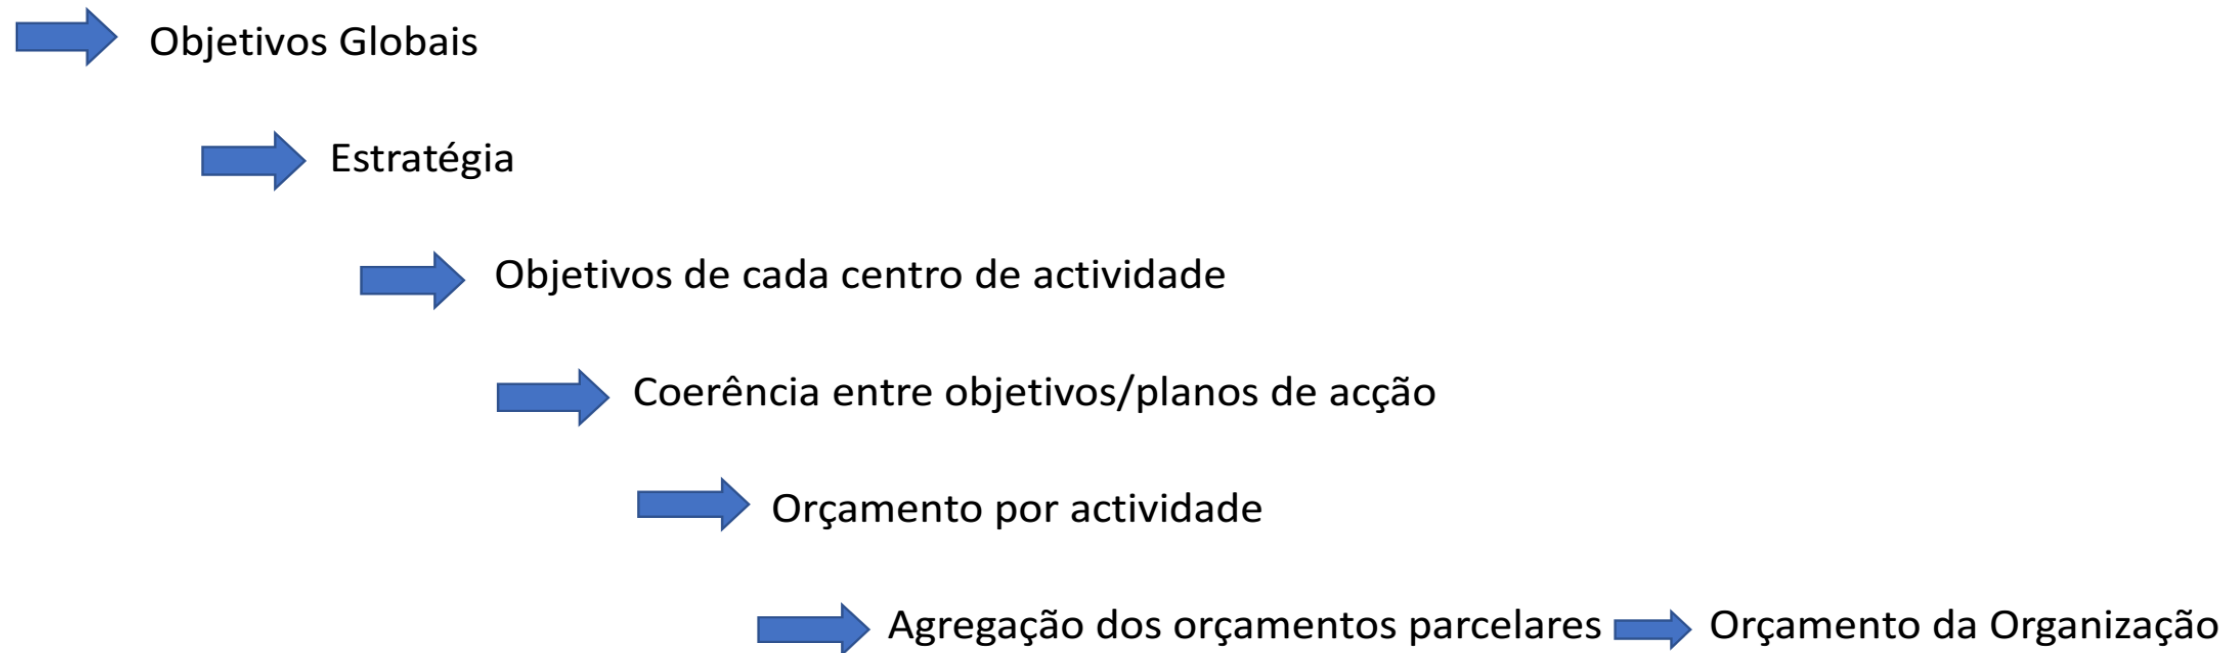 Objetivos Globais
Estratégia
Objetivos de cada centro de actividade
Coerência entre objetivos/planos de acção
Orçamento por actividade
Agregação dos orçamentos parcelares Orçamento da Organização